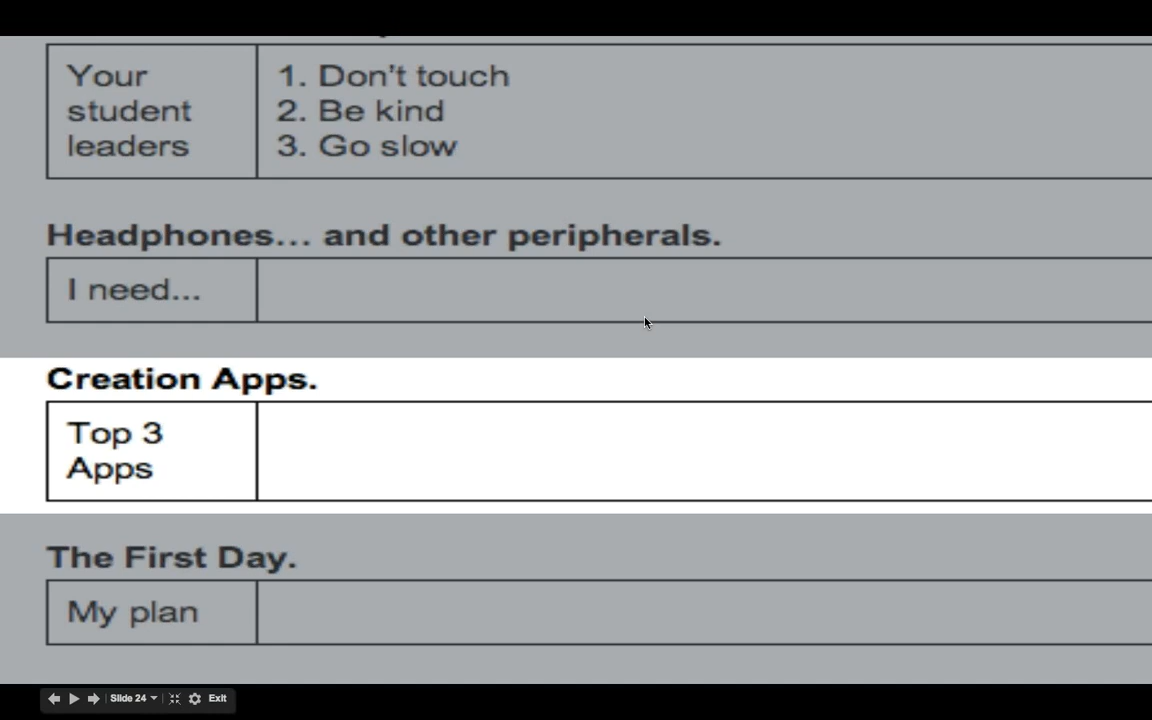 Your
student
leaders
1. Don't touch
2. Be kind
3. Go slow
Headphones... and other peripherals.
I need...
Creation Apps.
Top 3
Apps
The First Day.
My plan
Slide 24
Exit